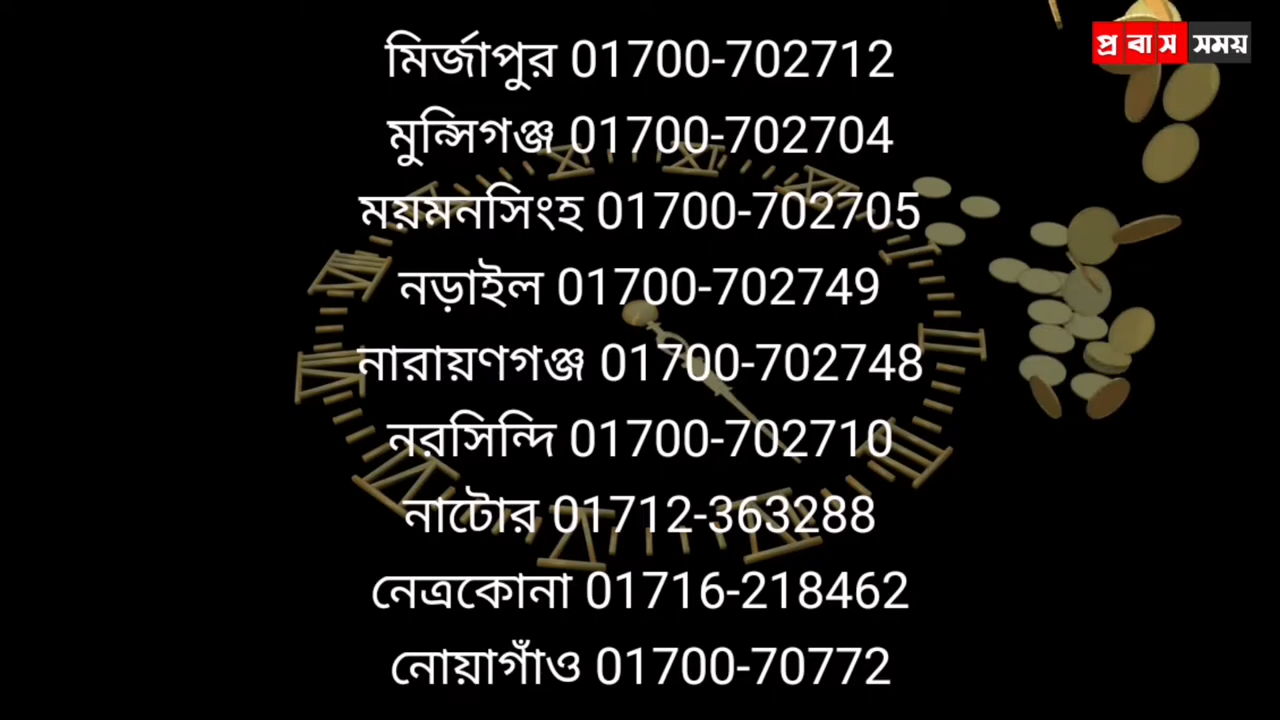 প্রবাস সময়
মির্জাপুর 01700-702712
মুন্সিগঞ্জ 01700-702704
ময়মনসিংহ 01700-702705
নড়াইল 01700-702749
নারায়ণগঞ্জ 01700-702748
নরসিন্দি 01700-702710
নাটোর 01712-363288
নেত্রকোনা 01716-218462
নোয়াগাঁও 01700-70772